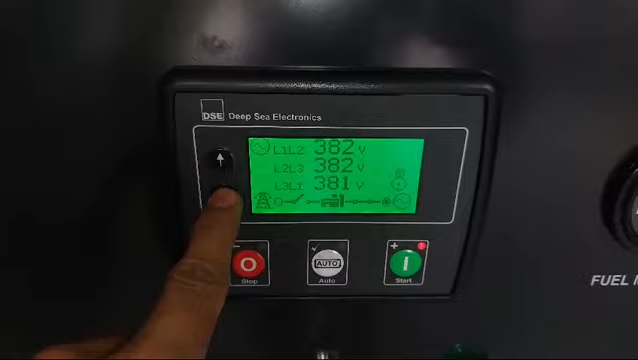 DSE Deep Sea Electronics
L1L2 382 V
L2L3 382 V
L3L1 381 V
AUTO
Stop
Auto
Start
FUEL